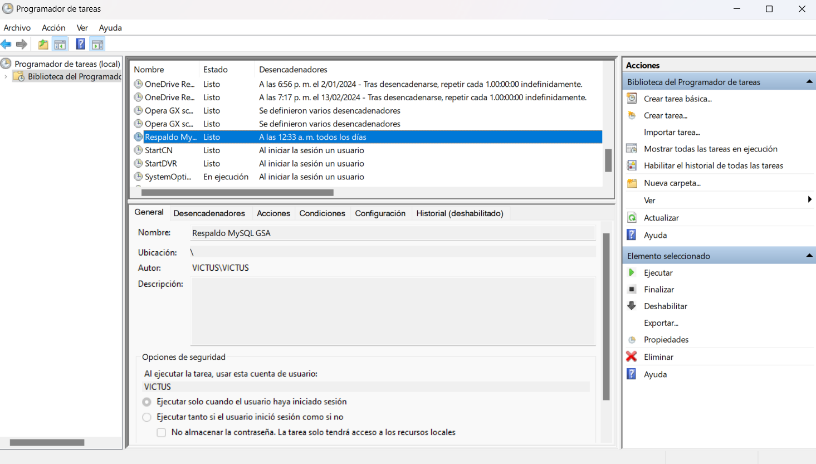 Programador de tareas
Archivo Acción Ver Ayuda
Programador de tareas (local)
Biblioteca del Programad
Nombre Estado Desencadenadores
OneDrive Re... Listo A las 6:56 p. m. el 2/01/2024 - Tras desencadenarse, repetir cada 1.00:00:00 indefinidamente.
OneDrive Re... Listo A las 7:17 p. m. el 13/02/2024 - Tras desencadenarse, repetir cada 1.00:00:00 indefinidamente.
Opera GX sc... Listo Se definieron varios desencadenadores
Opera GX sc... Listo Se definieron varios desencadenadores
Respaldo My... Listo A las 12:33 a. m. todos los días
StartCN Listo Al iniciar la sesión un usuario
StartDVR Listo Al iniciar la sesión un usuario
SystemOpti... En ejecución Al iniciar la sesión un usuario
General Desencadenadores Acciones Condiciones Configuración Historial (deshabilitado)
Nombre: Respaldo MySQL GSA
Ubicación: \
Autor: VICTUS\VICTUS
Descripción:
Opciones de seguridad
Al ejecutar la tarea, usar esta cuenta de usuario:
VICTUS
Ejecutar solo cuando el usuario haya iniciado sesión
Ejecutar tanto si el usuario inició sesión como si no
No almacenar la contraseña. La tarea solo tendrá acceso a los recursos locales
Acciones
Biblioteca del Programador de tareas
Crear tarea básica...
Crear tarea...
Importar tarea...
Mostrar todas las tareas en ejecución
Habilitar el historial de todas las tareas
Nueva carpeta...
Ver
Actualizar
Ayuda
Elemento seleccionado
Ejecutar
Finalizar
Deshabilitar
Exportar...
Propiedades
Eliminar
Ayuda